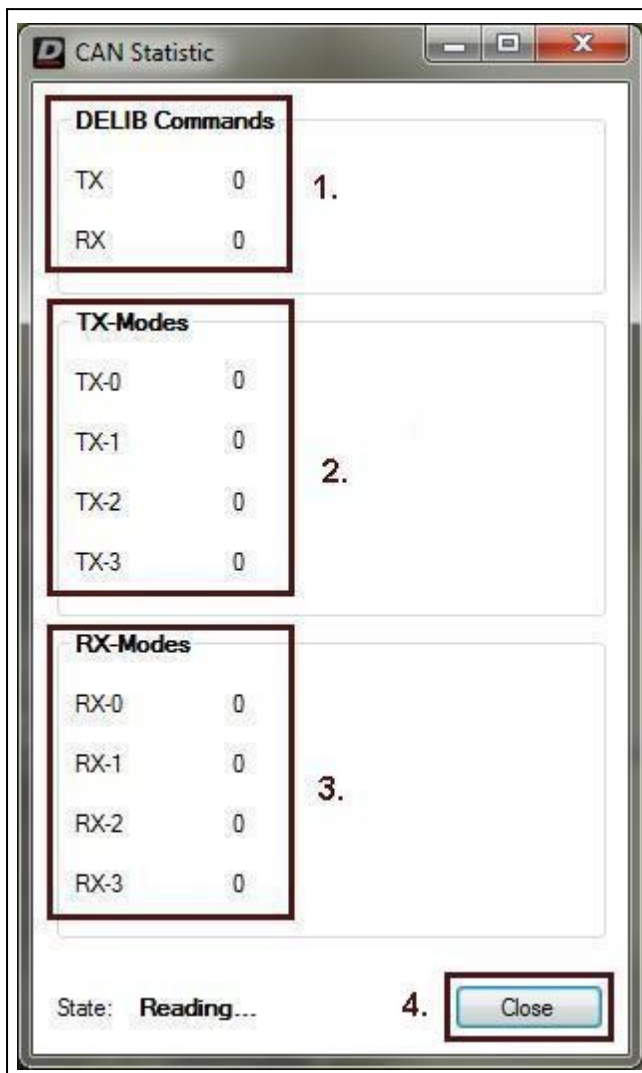 CAN Statistic
DELIB Commands
TX 0
RX 0
1.
TX-Modes
TX-0 0
TX-1 0
TX-2 0
TX-3 0
2.
RX-Modes
RX-0 0
RX-1 0
RX-2 0
RX-3 0
3.
State: Reading...
4.
Close